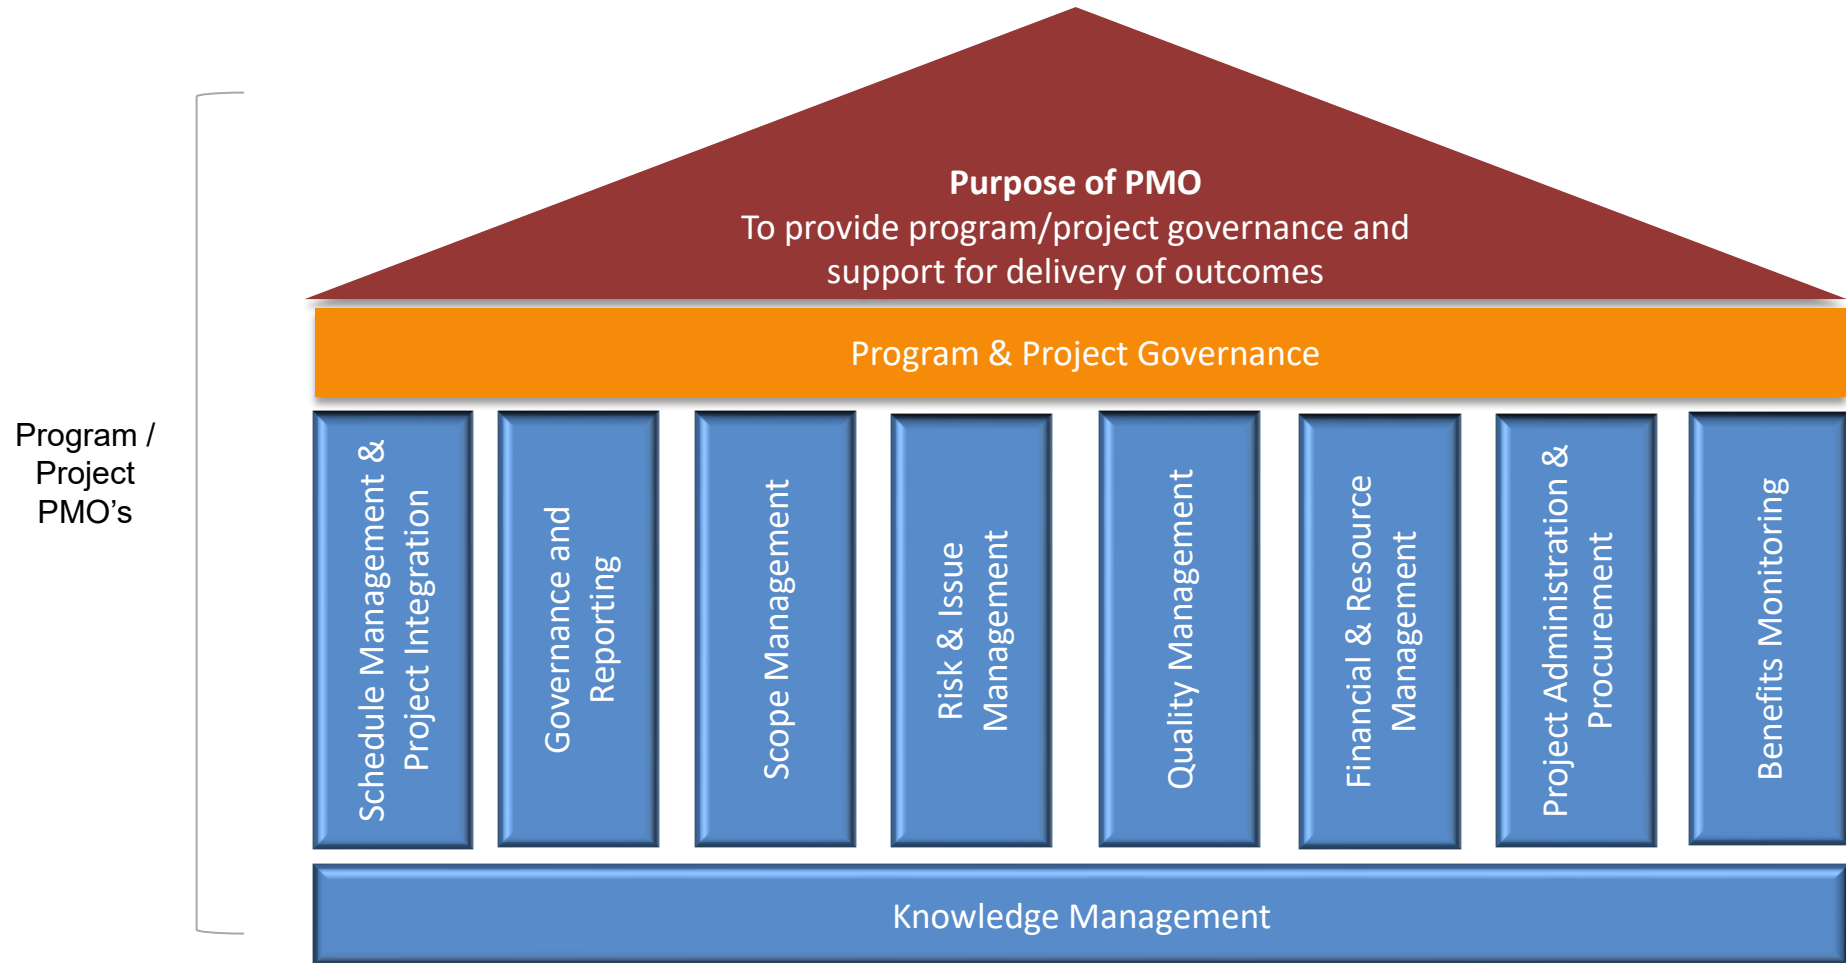 Purpose of PMO
To provide program/project governance and
support for delivery of outcomes
Program & Project Governance
Program /
Project
PMO’s
Schedule Management &
Project Integration
Governance and
Reporting
Scope Management
Risk & Issue
Management
Quality Management
Financial & Resource
Management
Project Administration &
Procurement
Benefits Monitoring
Knowledge Management